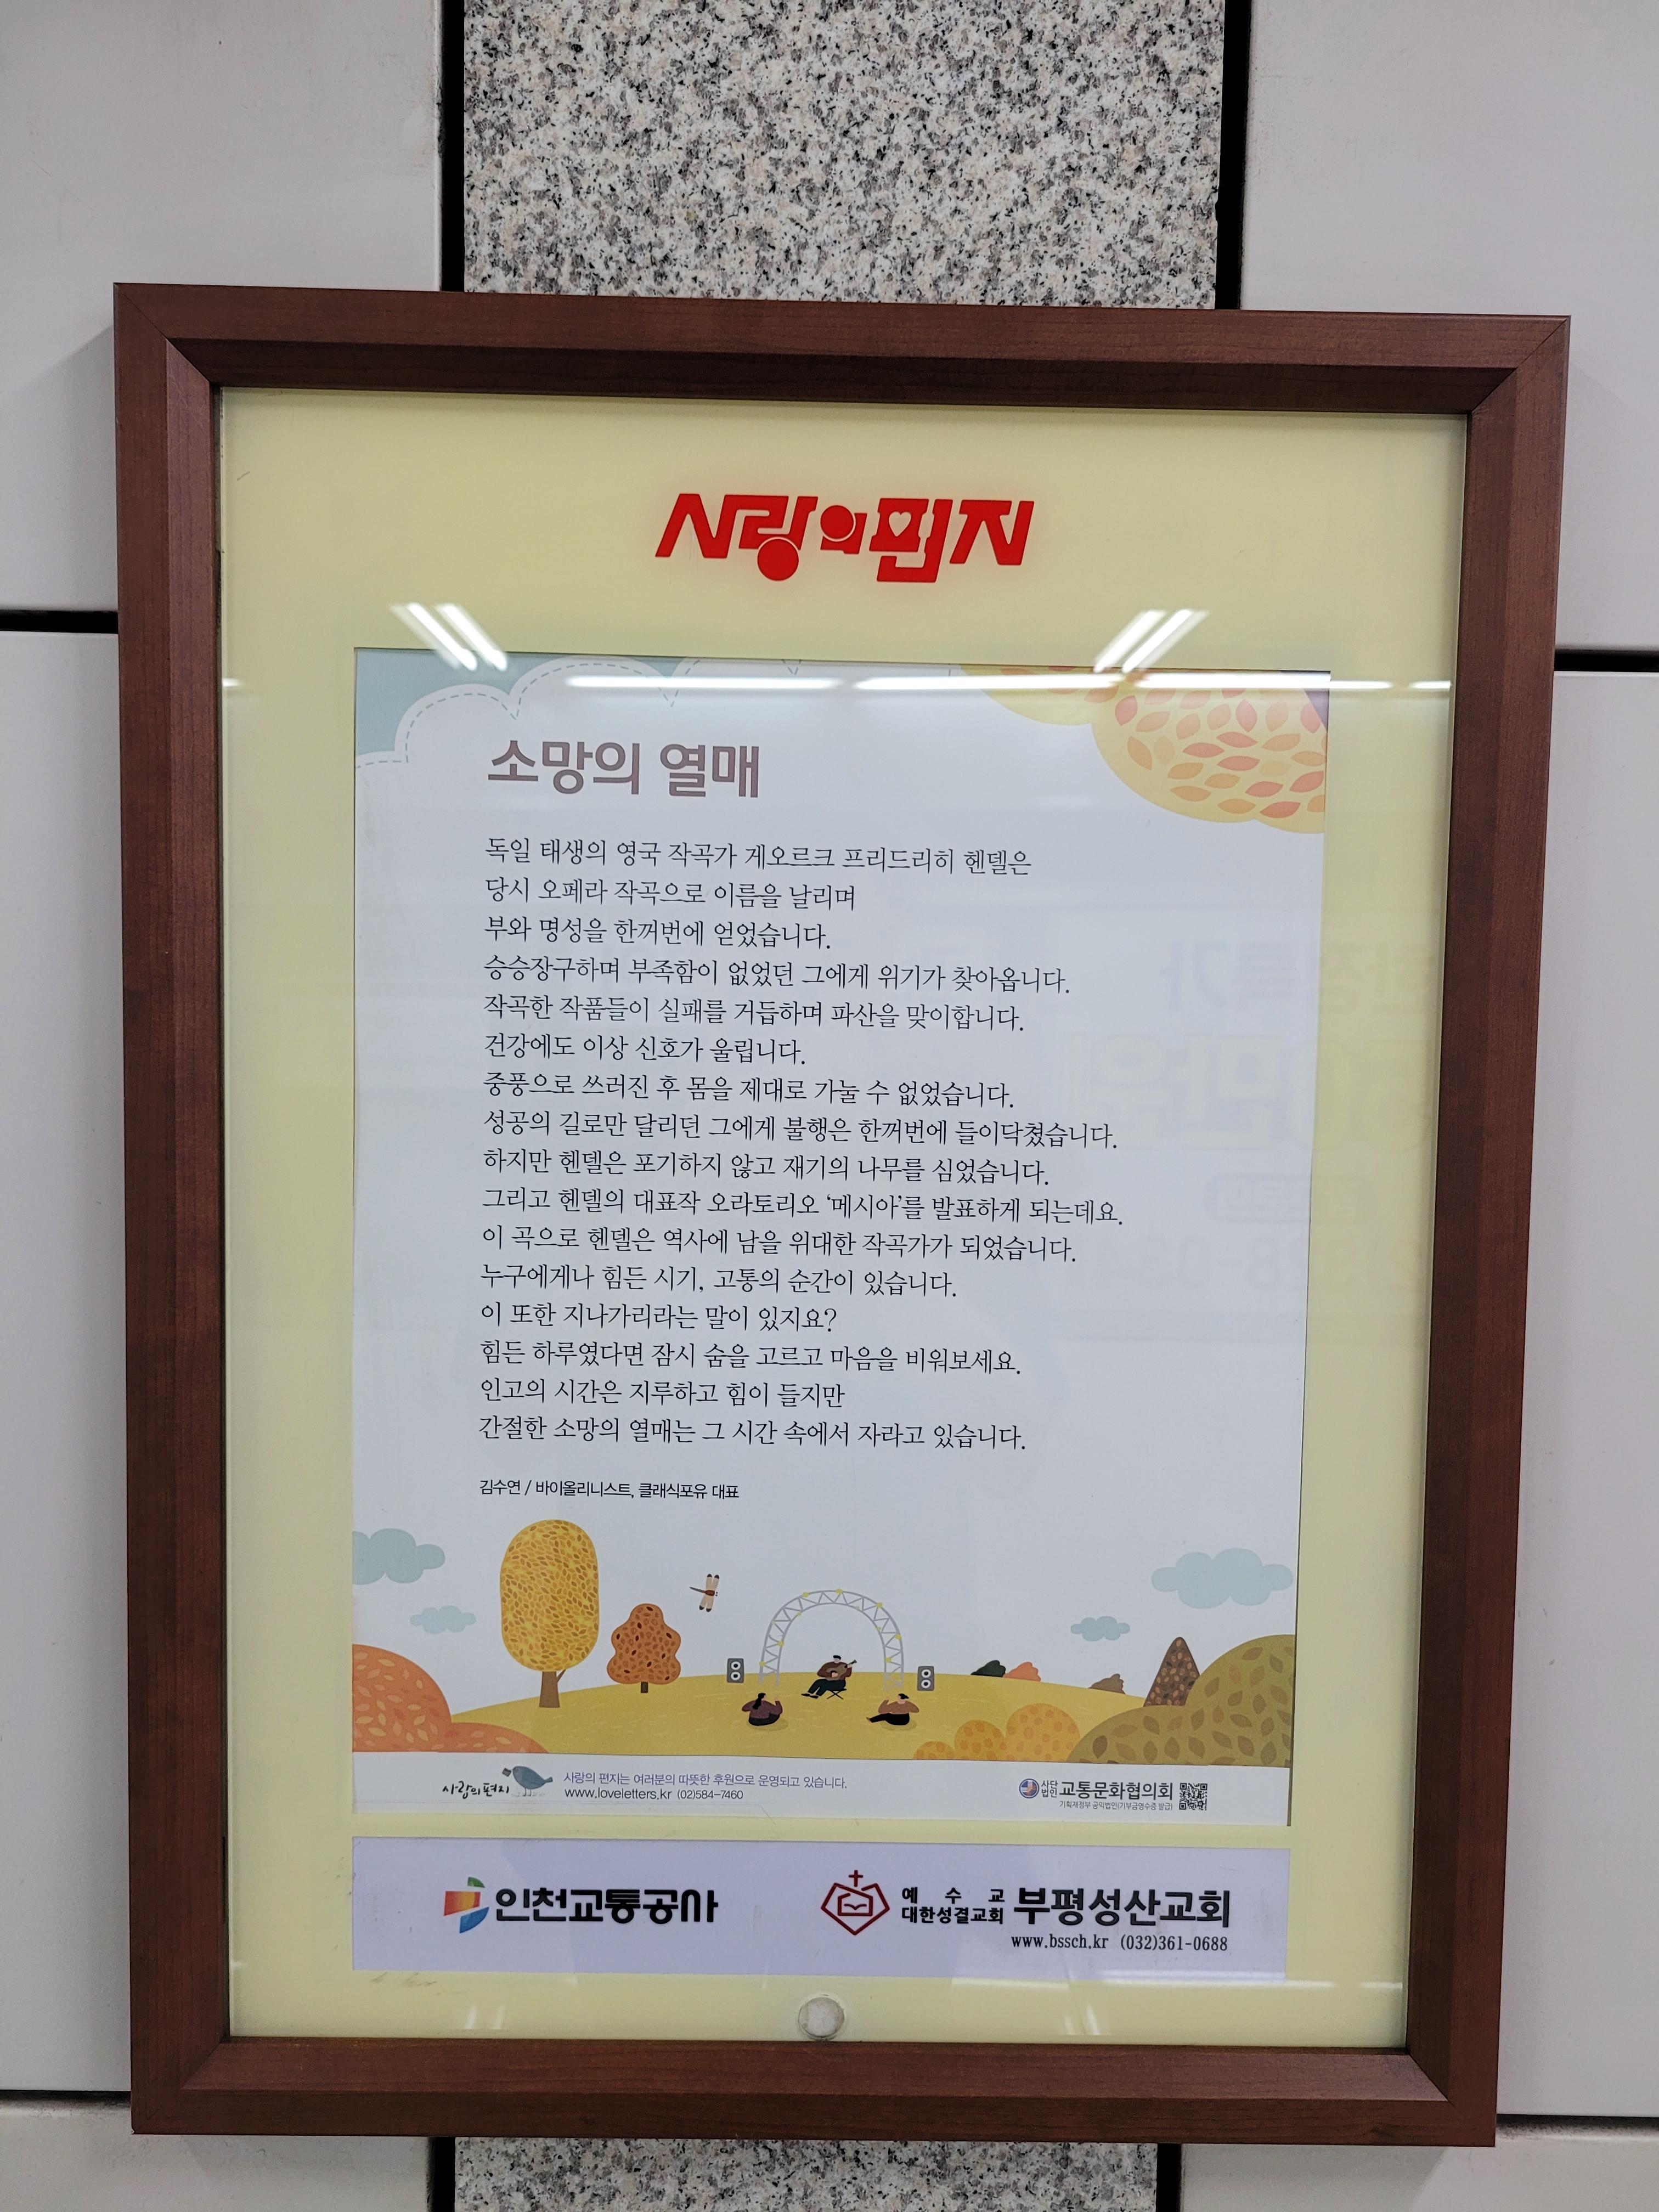 사랑의편지
소망의 열매
독일 태생의 영국 작곡가 게오르크 프리드리히 헨델은
당시 오페라 작곡으로 이름을 날리며
부와 명성을 한꺼번에 얻었습니다.
승승장구하며 부족함이 없었던 그에게 위기가 찾아옵니다.
작곡한 작품들이 실패를 거듭하며 파산을 맞이합니다.
건강에도 이상 신호가 울립니다.
중풍으로 쓰러진 후 몸을 제대로 가눌 수 없었습니다.
성공의 길로만 달리던 그에게 불행은 한꺼번에 들이닥쳤습니다.
하지만 헨델은 포기하지 않고 재기의 나무를 심었습니다.
그리고 헨델의 대표작 오라토리오 ‘메시아’를 발표하게 되는데요.
이 곡으로 헨델은 역사에 남을 위대한 작곡가가 되었습니다.
누구에게나 힘든 시기, 고통의 순간이 있습니다.
이 또한 지나가리라는 말이 있지요?
힘든 하루였다면 잠시 숨을 고르고 마음을 비워보세요.
인고의 시간은 지루하고 힘이 들지만
간절한 소망의 열매는 그 시간 속에서 자라고 있습니다.
김수연 / 바이올리니스트, 클래식포유 대표
사랑의 편지
사랑의 편지는 여러분의 따뜻한 후원으로 운영되고 있습니다.
www.loveletters.kr (02)584-7460
사단법인 교통문화협의회
기획재정부 공익법인(기부금영수증 발급)
인천교통공사
예수교
대한성결교회 부평성산교회
www.bssch.kr (032)361-0688